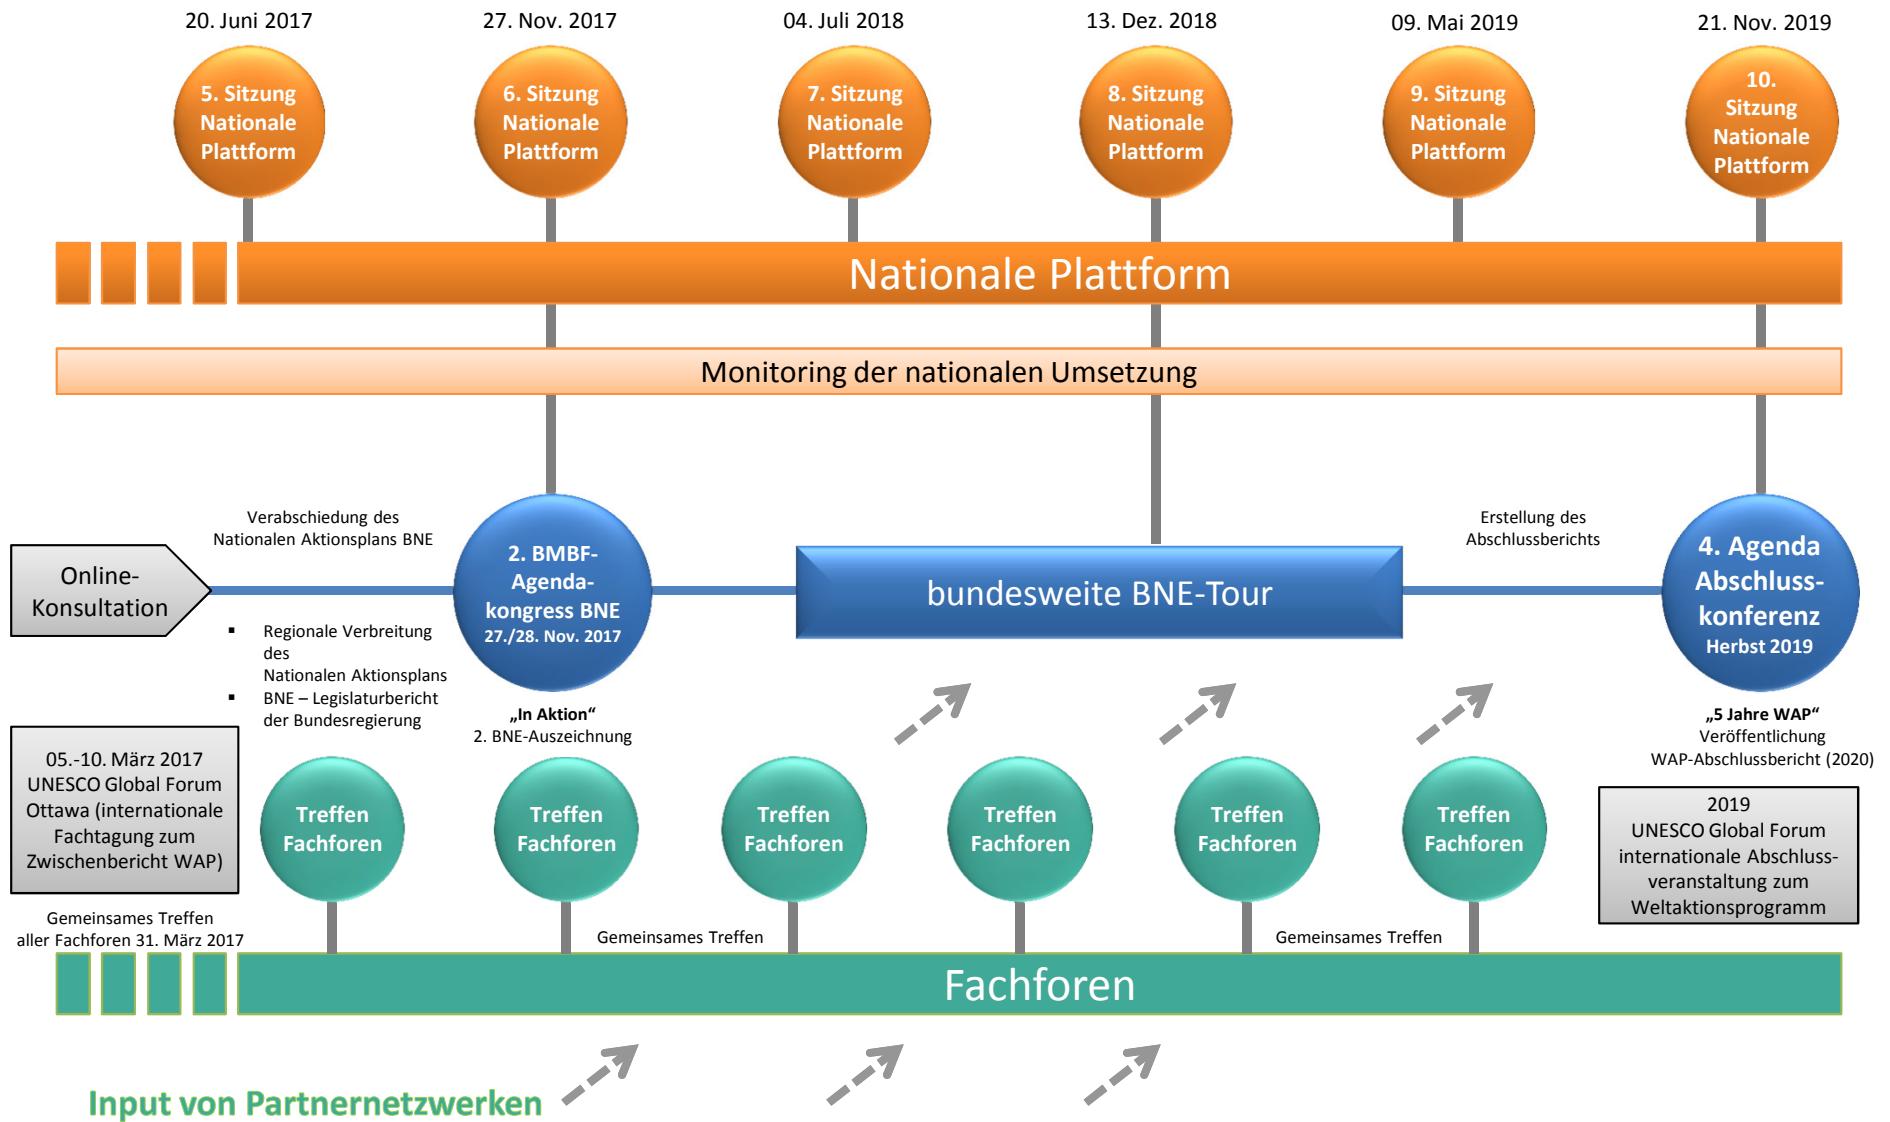 20. Juni 2017
27. Nov. 2017
04. Juli 2018
13. Dez. 2018
09. Mai 2019
21. Nov. 2019
5. Sitzung
Nationale
Plattform
6. Sitzung
Nationale
Plattform
7. Sitzung
Nationale
Plattform
8. Sitzung
Nationale
Plattform
9. Sitzung
Nationale
Plattform
10.
Sitzung
Nationale
Plattform
Nationale Plattform
Monitoring der nationalen Umsetzung
Online-
Konsultation
Verabschiedung des
Nationalen Aktionsplans BNE
▪ Regionale Verbreitung
des
Nationalen Aktionsplans
▪ BNE – Legislaturbericht
der Bundesregierung
2. BMBF-
Agenda-
kongress BNE
27./28. Nov. 2017
„In Aktion“
2. BNE-Auszeichnung
bundesweite BNE-Tour
Erstellung des
Abschlussberichts
4. Agenda
Abschluss-
konferenz
Herbst 2019
„5 Jahre WAP“
Veröffentlichung
WAP-Abschlussbericht (2020)
05.-10. März 2017
UNESCO Global Forum
Ottawa (internationale
Fachtagung zum
Zwischenbericht WAP)
Treffen
Fachforen
Treffen
Fachforen
Treffen
Fachforen
Treffen
Fachforen
Treffen
Fachforen
Treffen
Fachforen
2019
UNESCO Global Forum
internationale Abschluss-
veranstaltung zum
Weltaktionsprogramm
Gemeinsames Treffen
aller Fachforen 31. März 2017
Gemeinsames Treffen
Gemeinsames Treffen
Fachforen
Input von Partnernetzwerken